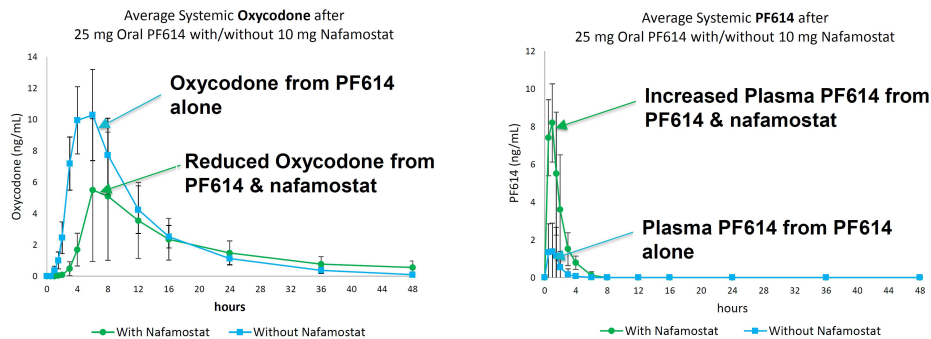 Average Systemic Oxycodone after
25 mg Oral PF614 with/without 10 mg Nafamostat
Oxycodone (ng/mL)
14
12
10
8
6
4
2
0
Oxycodone from PF614
alone
Reduced Oxycodone from
PF614 & nafamostat
0 4 8 12 16 20 24 28 32 36 40 44 48
hours
With Nafamostat Without Nafamostat
Average Systemic PF614 after
25 mg Oral PF614 with/without 10 mg Nafamostat
PF614 (ng/mL)
12
10
8
6
4
2
0
Increased Plasma PF614 from
PF614 & nafamostat
Plasma PF614 from PF614
alone
0 4 8 12 16 20 24 28 32 36 40 44 48
hours
With Nafamostat Without Nafamostat